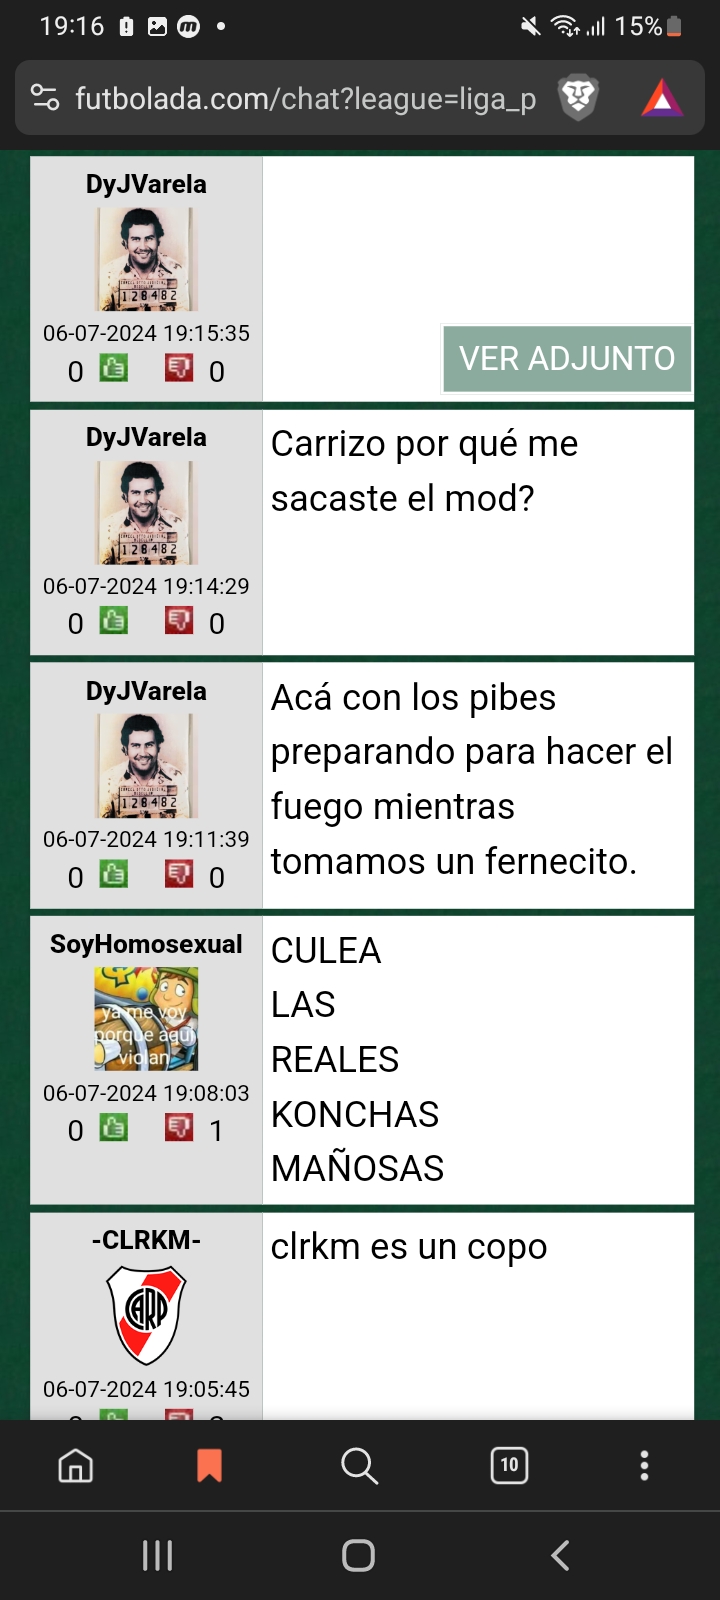 19:16
15%
futbolada.com/chat?league=liga_p
DyJVarela
128482
06-07-2024 19:15:35
0 0
VER ADJUNTO
DyJVarela
128482
06-07-2024 19:14:29
0 0
Carrizo por qué me
sacaste el mod?
DyJVarela
128482
06-07-2024 19:11:39
0 0
Acá con los pibes
preparando para hacer el
fuego mientras
tomamos un fernecito.
SoyHomosexual
ya me voy
porque aqui
violan
06-07-2024 19:08:03
0 1
CULEA
LAS
REALES
KONCHAS
MAÑOSAS
-CLRKM-
CARP
06-07-2024 19:05:45
clrkm es un copo
10